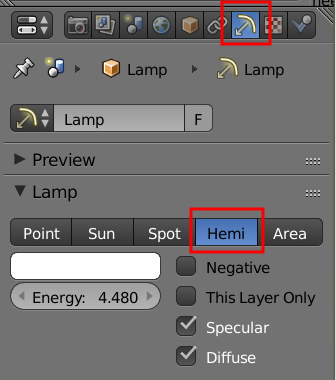 Lamp Lamp
Lamp F
Preview
Lamp
Point Sun Spot Hemi Area
Negative
Energy: 4.480 This Layer Only
Specular
Diffuse